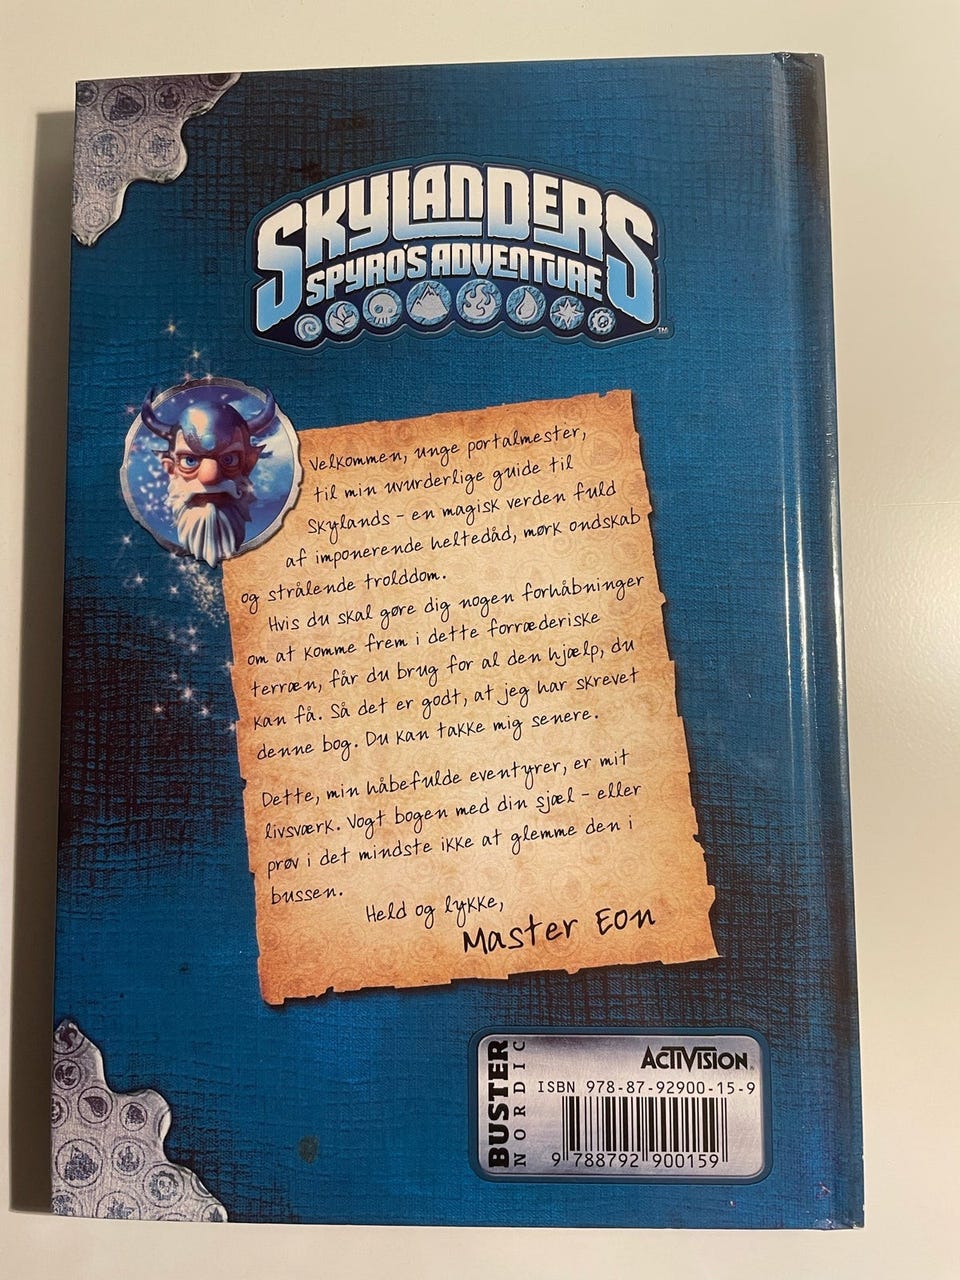 SKYLANDERS
SPYRO'S ADVENTURE
TM
Velkommen, unge portalmester,
til min uvurderlige guide til
Skylands - en magisk verden fuld
af imponerende heltedåd, mørk ondskab
og strålende trolddom.
Hvis du skal gøre dig nogen forhåbninger
om at komme frem i dette forræderiske
terræn, får du brug for al den hjælp, du
kan få. Så det er godt, at jeg har skrevet
denne bog. Du kan takke mig senere.
Dette, min håbefulde eventyrer, er mit
livsværk. Vogt bogen med din sjæl - eller
prøv i det mindste ikke at glemme den i
bussen.
Held og lykke,
Master Eon
BUSTER
NORDIC
ACTIVISION®
ISBN 978-87-92900-15-9
9 788792 900159